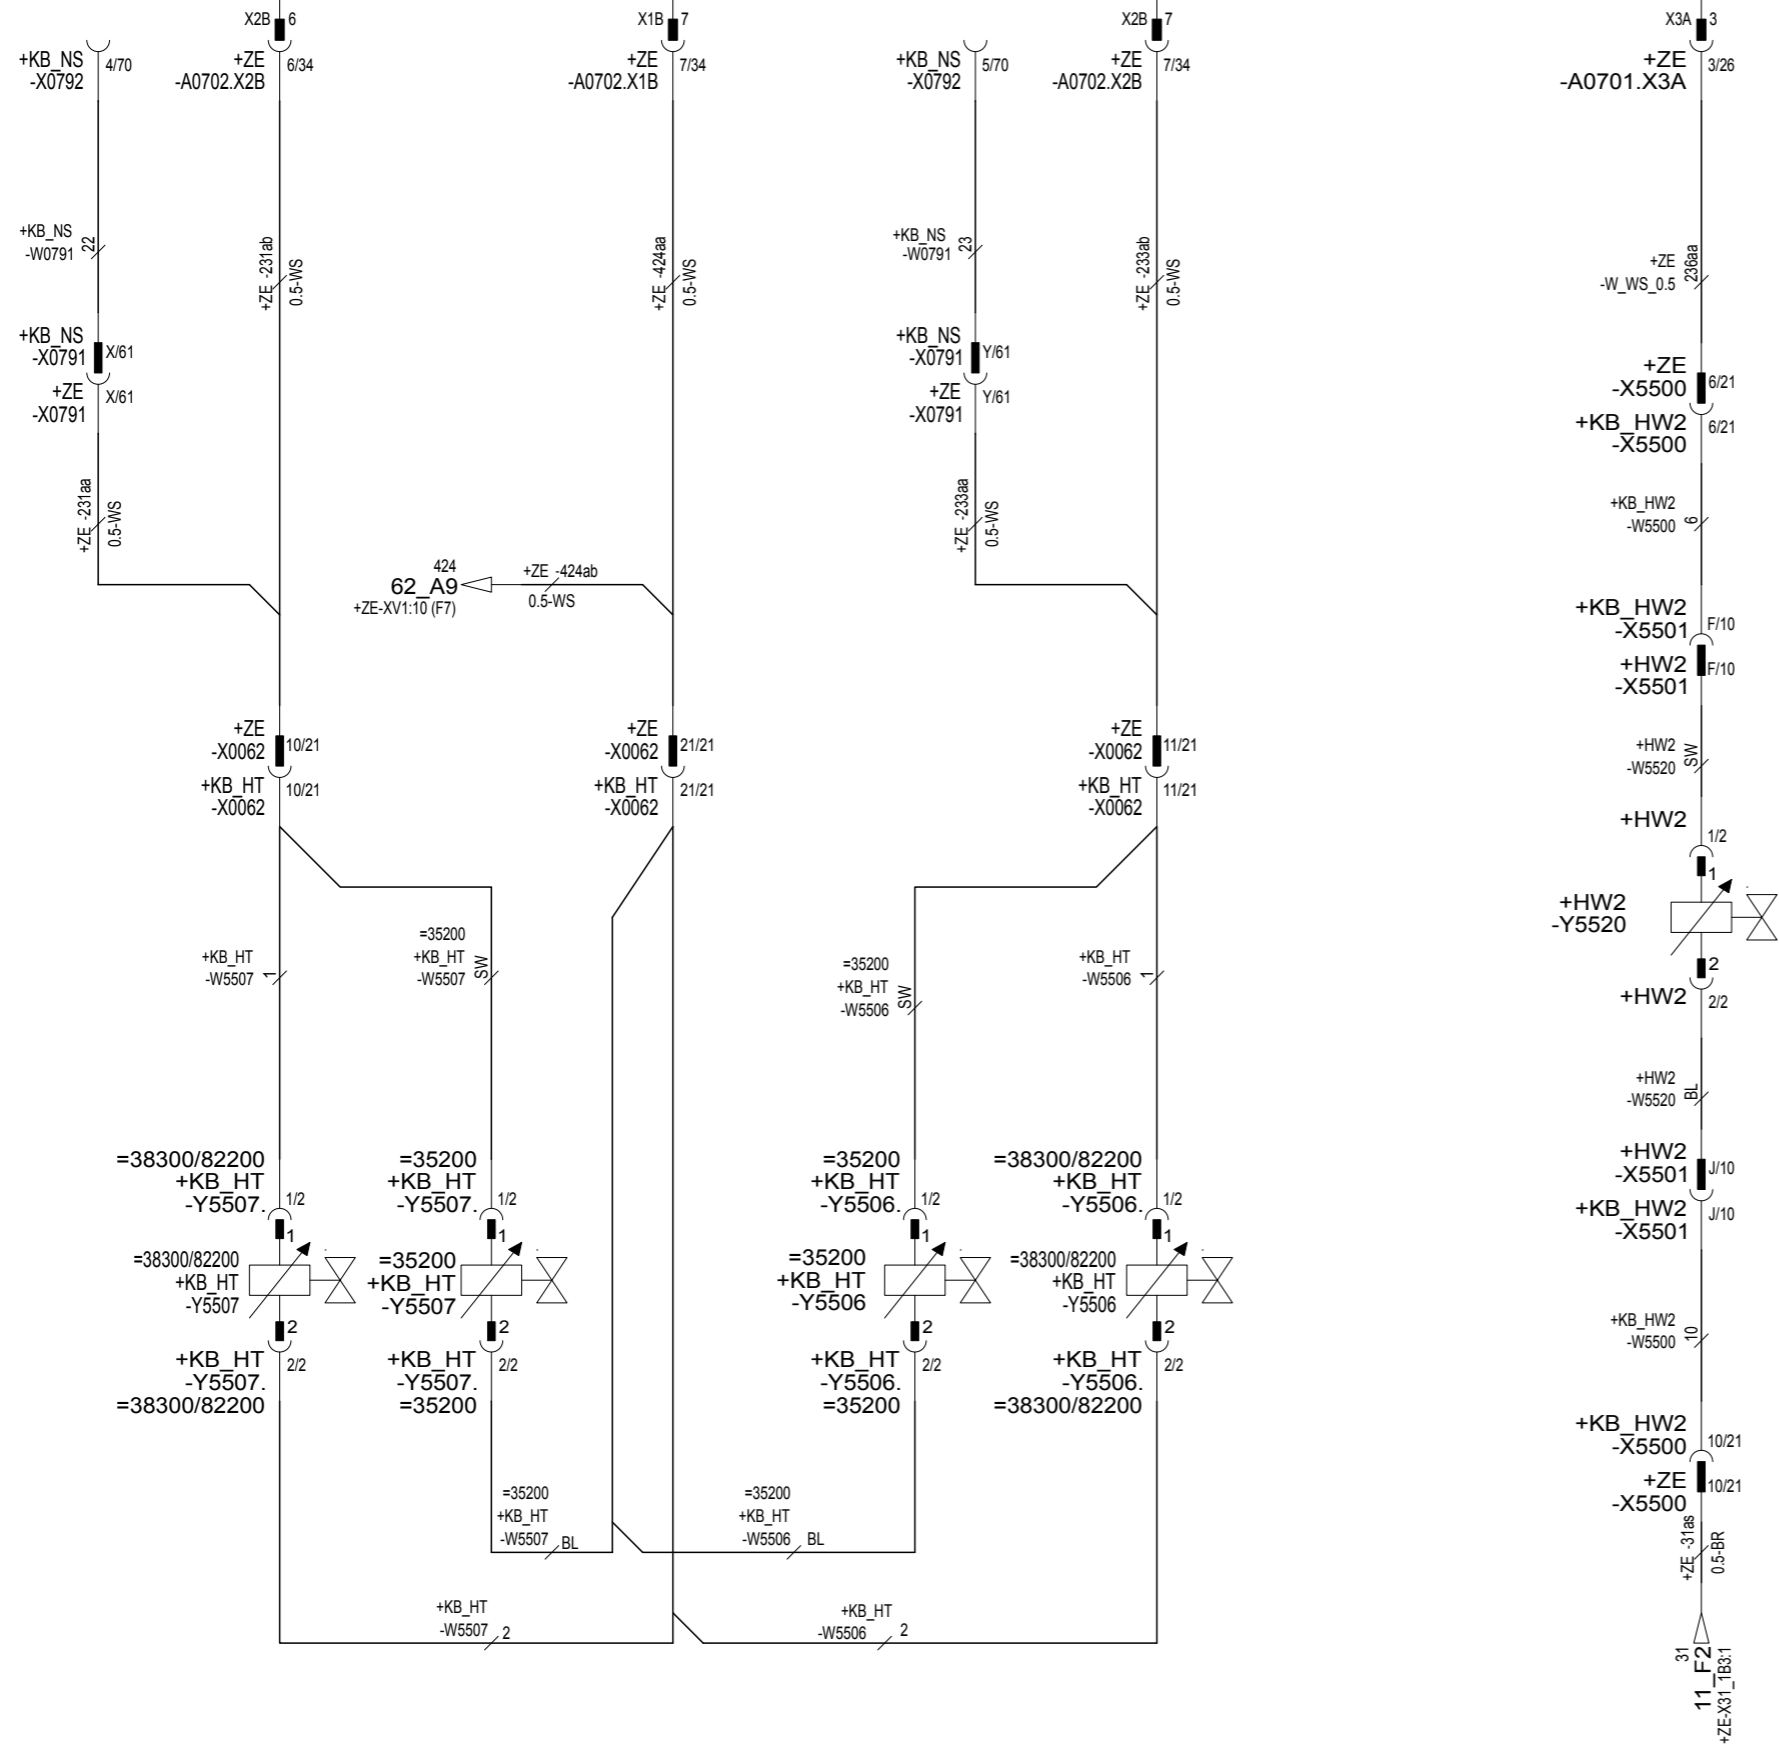 X2B 6
X1B 7
X2B 7
X3A 3
+KB_NS 4/70
-X0792
+ZE 6/34
-A0702.X2B
+ZE 7/34
-A0702.X1B
+KB_NS 5/70
-X0792
+ZE 7/34
-A0702.X2B
+ZE 3/26
-A0701.X3A
+KB_NS
-W0791
22
+ZE -231ab
0.5-WS
+ZE -424aa
0.5-WS
+KB_NS
-W0791
23
+ZE -233ab
0.5-WS
+ZE
-W_WS_0.5
236aa
+KB_NS
-X0791 X/61
+ZE X/61
-X0791
+KB_NS
-X0791 Y/61
+ZE Y/61
-X0791
+ZE
-X5500 6/21
+KB_HW2 6/21
-X5500
+ZE -231aa
0.5-WS
424
62_A9
+ZE-XV1:10 (F7)
+ZE -424ab
0.5-WS
+ZE -233aa
0.5-WS
+KB_HW2
-W5500 6
+KB_HW2
-X5501 F/10
+HW2 F/10
-X5501
+ZE
-X0062 10/21
+KB_HT 10/21
-X0062
+ZE
-X0062 21/21
+KB_HT 21/21
-X0062
+ZE
-X0062 11/21
+KB_HT 11/21
-X0062
+HW2
-W5520 SW
+HW2 1/2
1
+HW2
-Y5520
2
+HW2 2/2
+KB_HT
-W5507 1
=35200
+KB_HT
-W5507 SW
=35200
+KB_HT
-W5506 SW
+KB_HT
-W5506 1
+HW2
-W5520 BL
=38300/82200
+KB_HT
-Y5507. 1/2
1
=35200
+KB_HT
-Y5507. 1/2
1
=35200
+KB_HT
-Y5506. 1/2
1
=38300/82200
+KB_HT
-Y5506. 1/2
1
+HW2
-X5501 J/10
+KB_HW2 J/10
-X5501
=38300/82200
+KB_HT
-Y5507
2
=35200
+KB_HT
-Y5507
2
=35200
+KB_HT
-Y5506
2
=38300/82200
+KB_HT
-Y5506
2
+KB_HW2
-W5500 10
+KB_HT 2/2
-Y5507.
=38300/82200
+KB_HT 2/2
-Y5507.
=35200
+KB_HT 2/2
-Y5506.
=35200
+KB_HT 2/2
-Y5506.
=38300/82200
+KB_HW2
-X5500 10/21
+ZE 10/21
-X5500
=35200
+KB_HT
-W5507 BL
=35200
+KB_HT
-W5506 BL
+ZE -31as
0.5-BR
+KB_HT
-W5507 2
+KB_HT
-W5506 2
31
11_F2
+ZE-X31_1B3:1